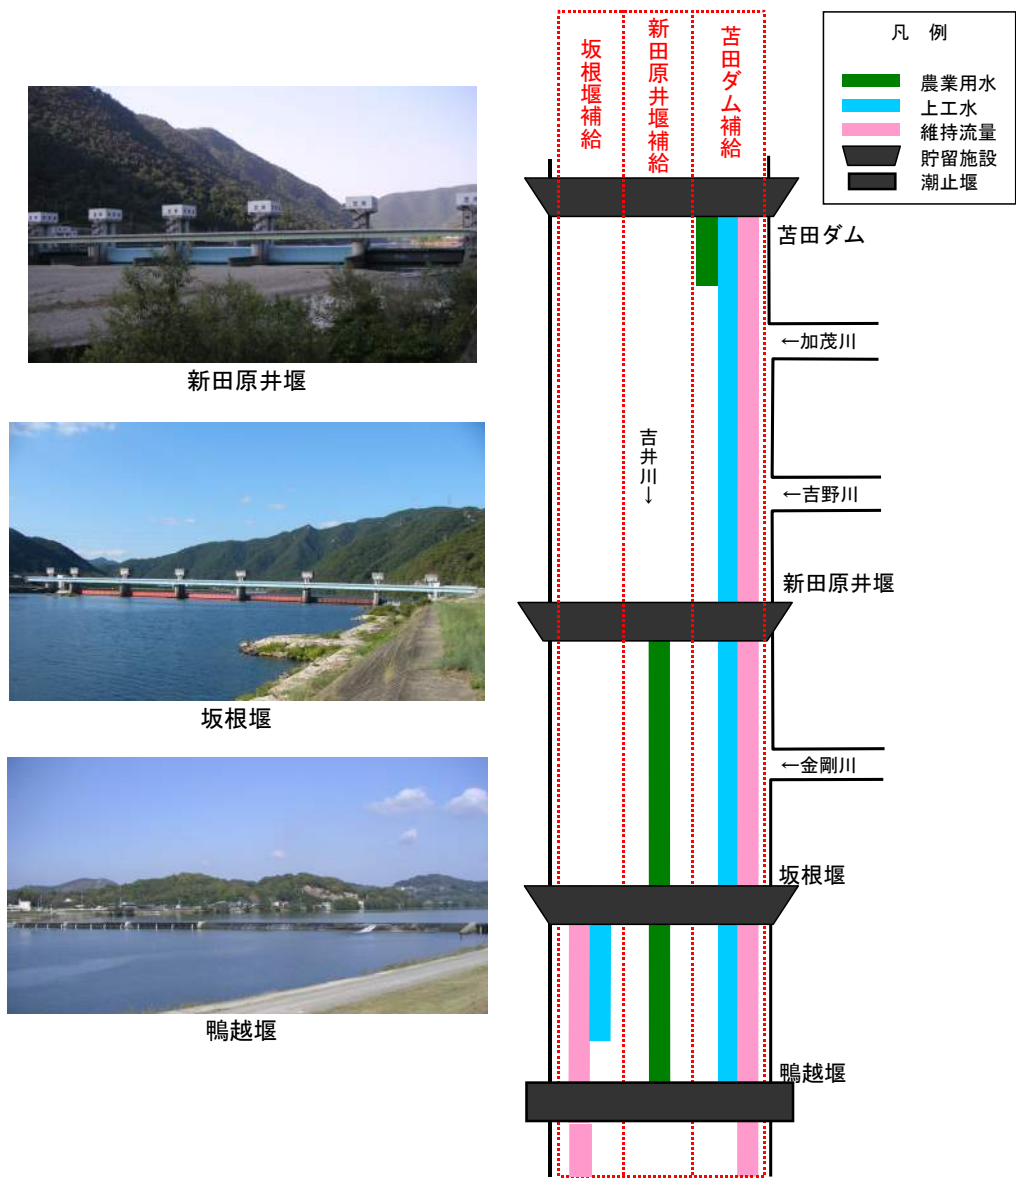 新田原井堰
坂根堰
鴨越堰
坂根堰補給
新田原井堰補給
苫田ダム補給
凡 例
農業用水
上工水
維持流量
貯留施設
潮止堰
苫田ダム
←加茂川
吉井川→
←吉野川
新田原井堰
←金剛川
坂根堰
鴨越堰